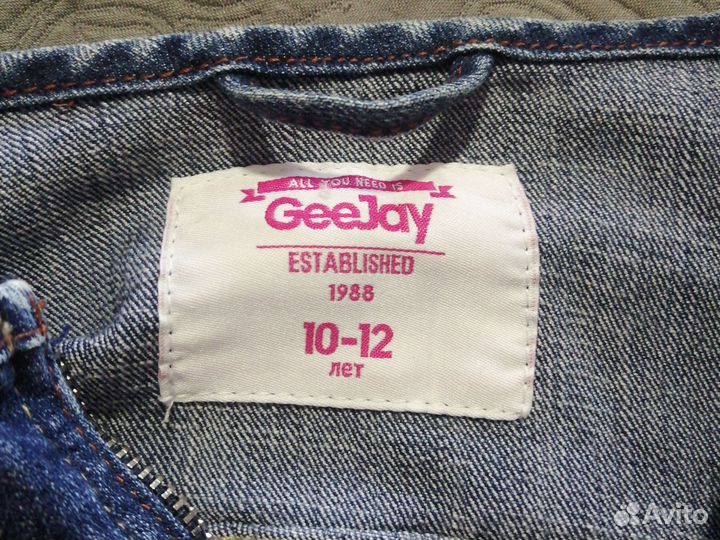 ALL YOU NEED IS
GeeJay
ESTABLISHED
1988
10-12
лет
Avito